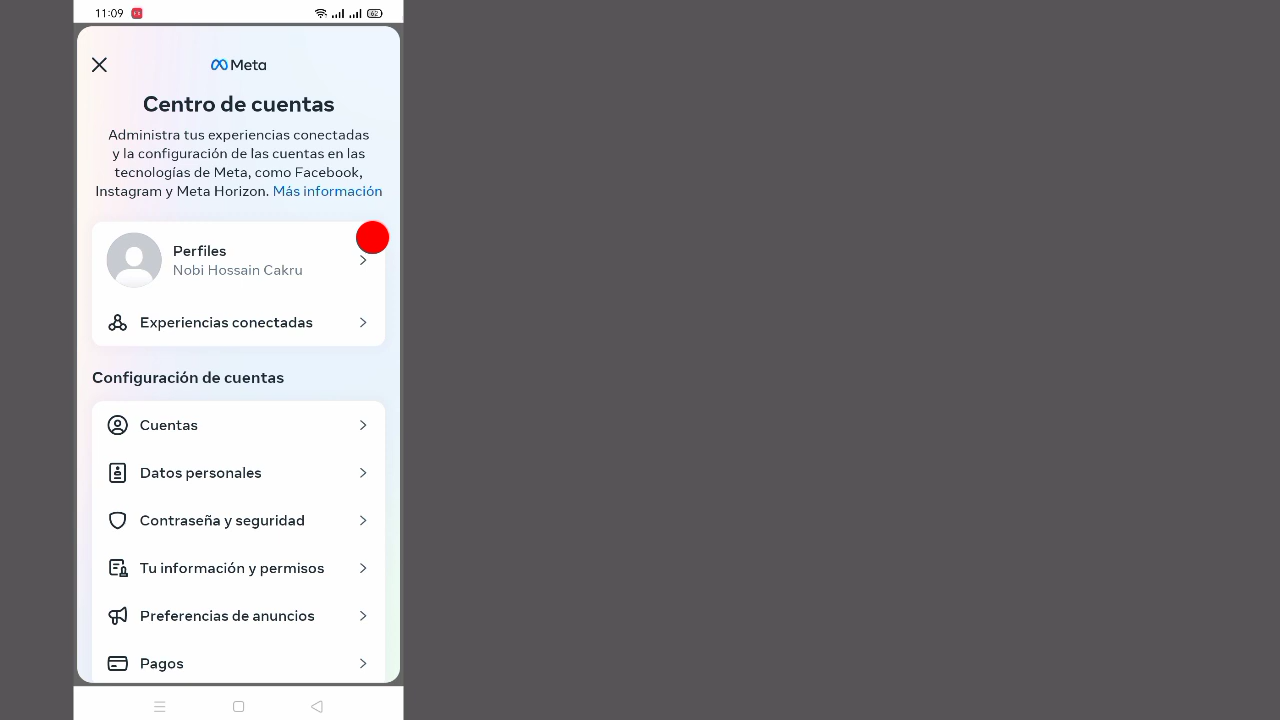 11:09
62
Meta
Centro de cuentas
Administra tus experiencias conectadas
y la configuración de las cuentas en las
tecnologías de Meta, como Facebook,
Instagram y Meta Horizon. Más información
Perfiles
Nobi Hossain Cakru
Experiencias conectadas
Configuración de cuentas
Cuentas
Datos personales
Contraseña y seguridad
Tu información y permisos
Preferencias de anuncios
Pagos